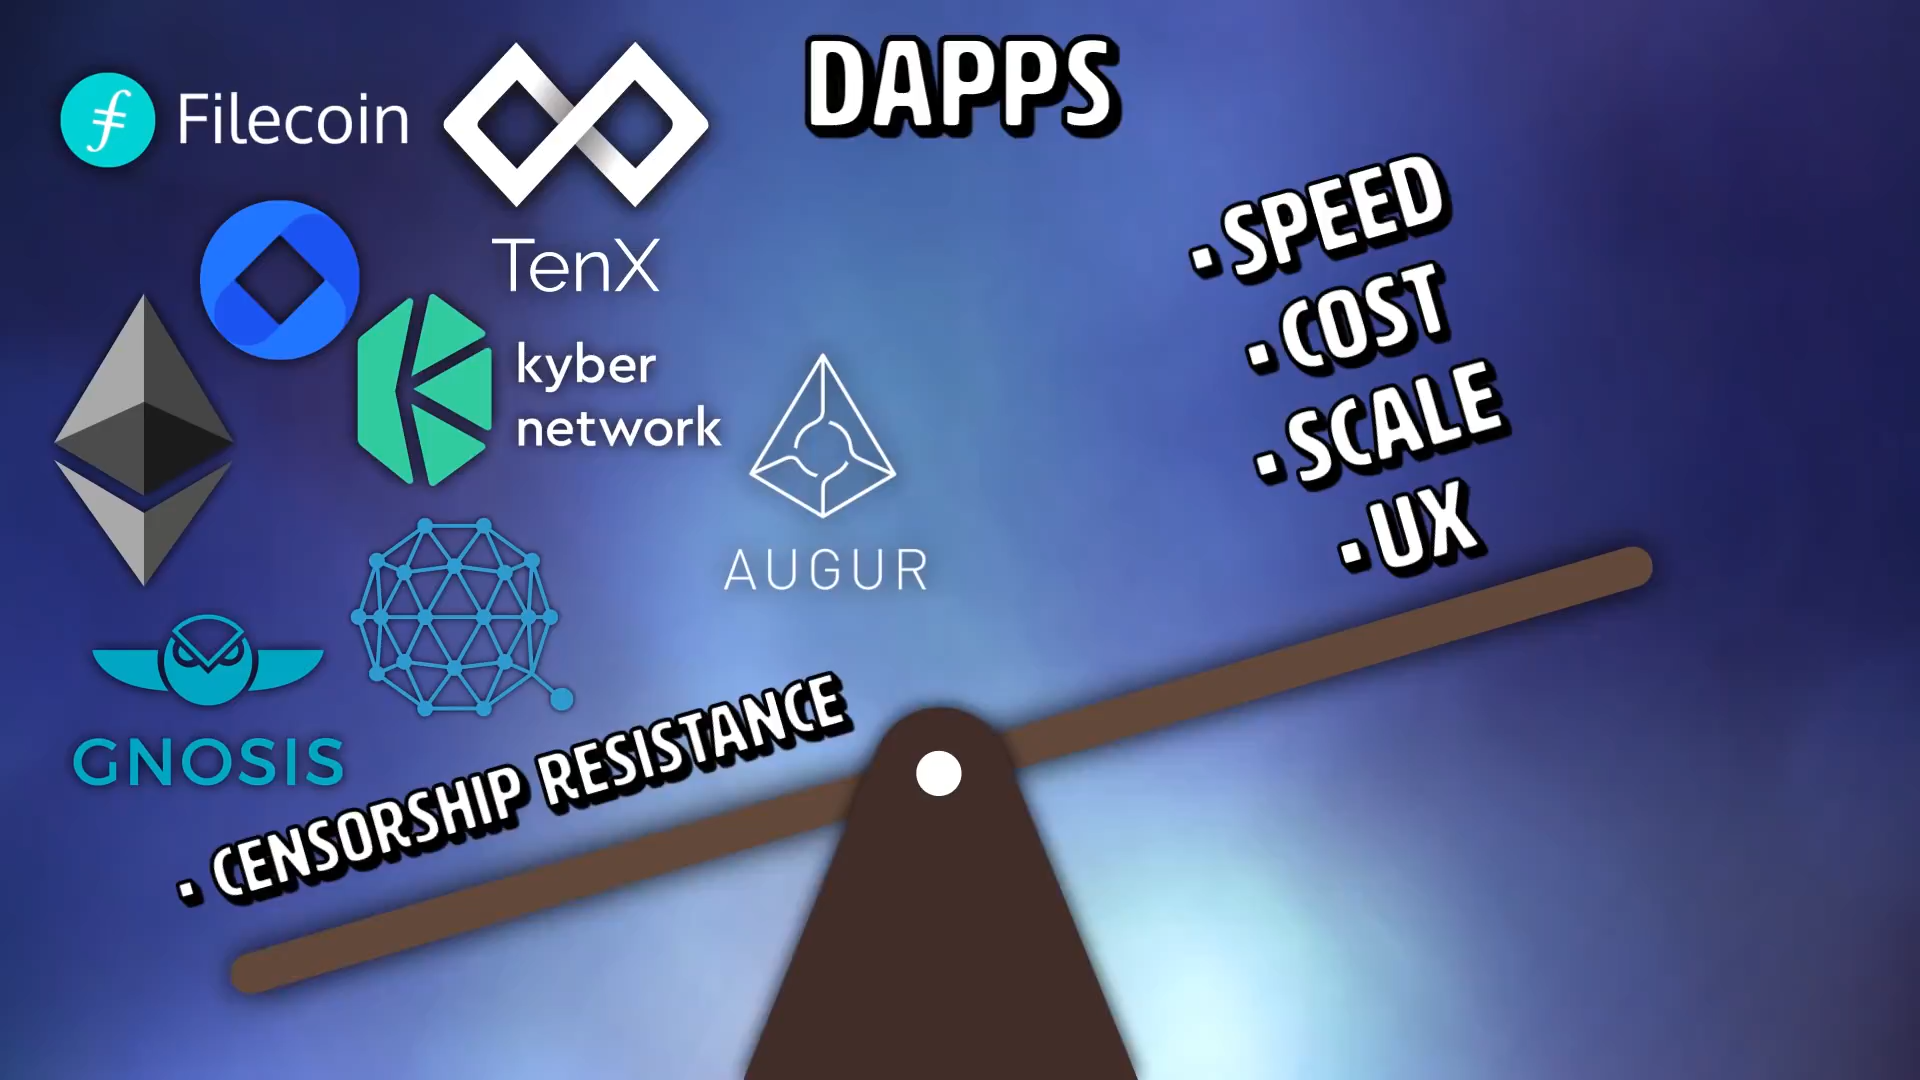 DAPPS
Filecoin
TenX
kyber
network
AUGUR
GNOSIS
• CENSORSHIP RESISTANCE
• SPEED
• COST
• SCALE
• UX